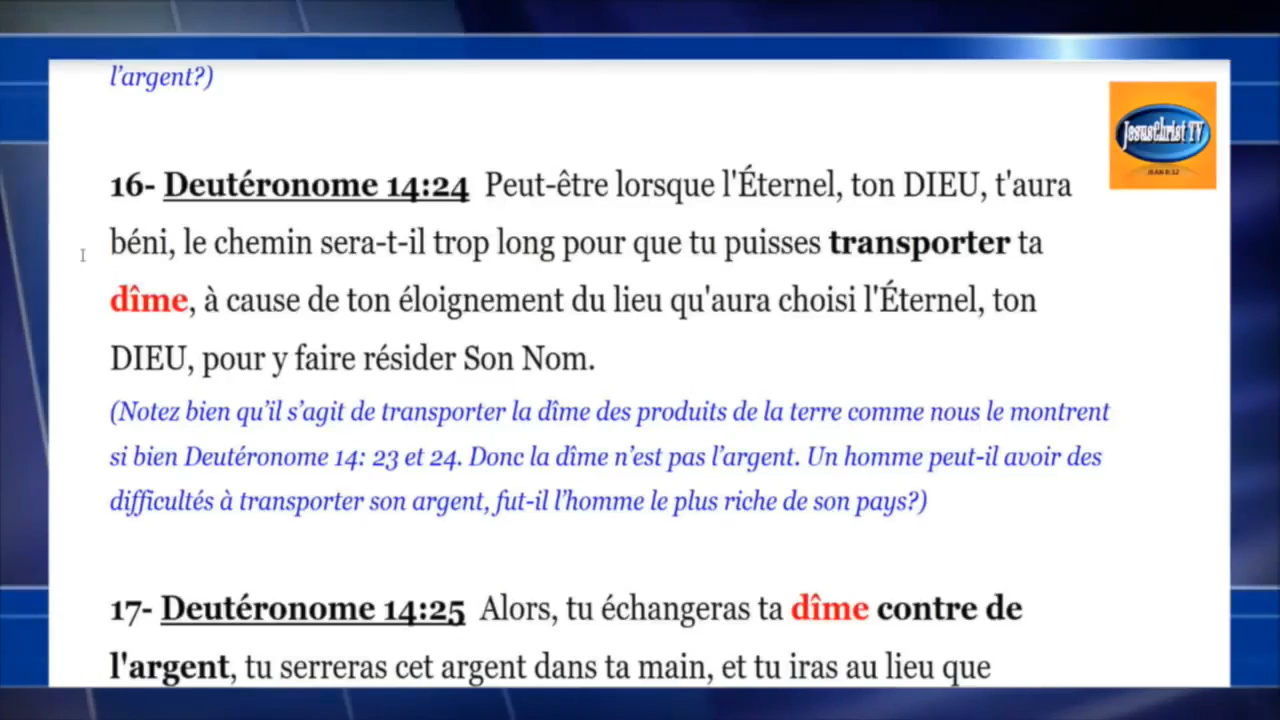 l'argent?)
JesusChrist TV
JEAN 8:12
16- Deutéronome 14:24 Peut-être lorsque l'Éternel, ton DIEU, t'aura
béni, le chemin sera-t-il trop long pour que tu puisses transporter ta
dîme, à cause de ton éloignement du lieu qu'aura choisi l'Éternel, ton
DIEU, pour y faire résider Son Nom.
(Notez bien qu’il s’agit de transporter la dîme des produits de la terre comme nous le montrent
si bien Deutéronome 14: 23 et 24. Donc la dîme n’est pas l’argent. Un homme peut-il avoir des
difficultés à transporter son argent, fut-il l’homme le plus riche de son pays?)
17- Deutéronome 14:25 Alors, tu échangeras ta dîme contre de
l'argent, tu serreras cet argent dans ta main, et tu iras au lieu que